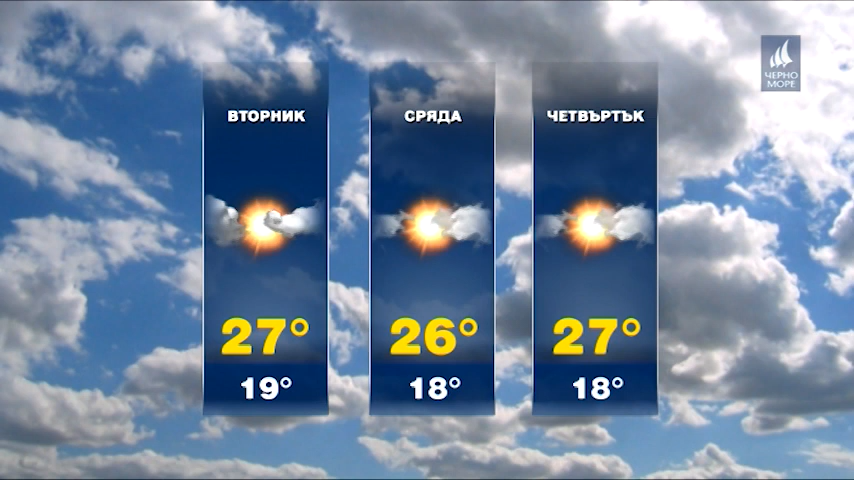 ЧЕРНО
МОРЕ
ВТОРНИК
СРЯДА
ЧЕТВЪРТЪК
27° 26° 27°
19° 18° 18°